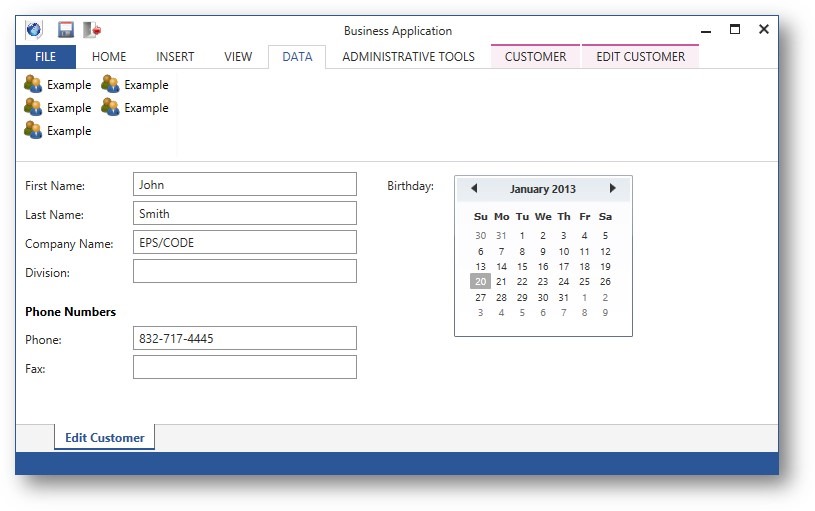 Business Application
FILE HOME INSERT VIEW DATA ADMINISTRATIVE TOOLS CUSTOMER EDIT CUSTOMER
Example Example
Example Example
Example
First Name: John
Last Name: Smith
Company Name: EPS/CODE
Division:
Phone Numbers
Phone: 832-717-4445
Fax:
Birthday:
January 2013
Su Mo Tu We Th Fr Sa
30 31 1 2 3 4 5
6 7 8 9 10 11 12
13 14 15 16 17 18 19
20 21 22 23 24 25 26
27 28 29 30 31 1 2
3 4 5 6 7 8 9
Edit Customer